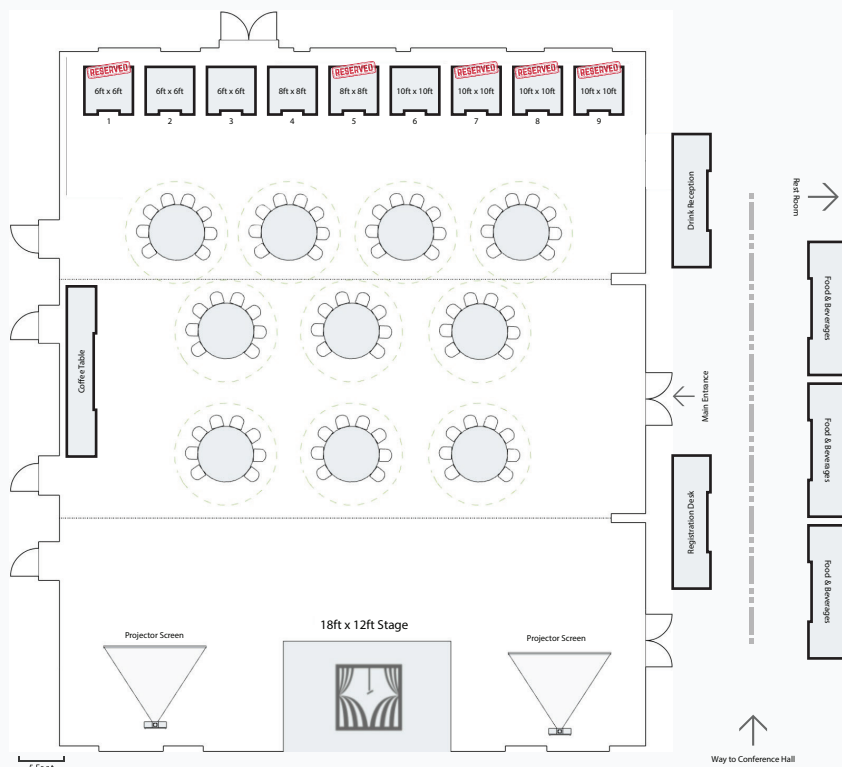 RESERVED
RESERVED
RESERVED
RESERVED
RESERVED
6ft x 6ft
6ft x 6ft
6ft x 6ft
8ft x 8ft
8ft x 8ft
10ft x 10ft
10ft x 10ft
10ft x 10ft
10ft x 10ft
1
2
3
4
5
6
7
8
9
Drink Reception
Rest Room
Food & Beverages
Coffee Table
Main Entrance
Food & Beverages
Registration Desk
Food & Beverages
18ft x 12ft Stage
Projector Screen
Projector Screen
Way to Conference Hall